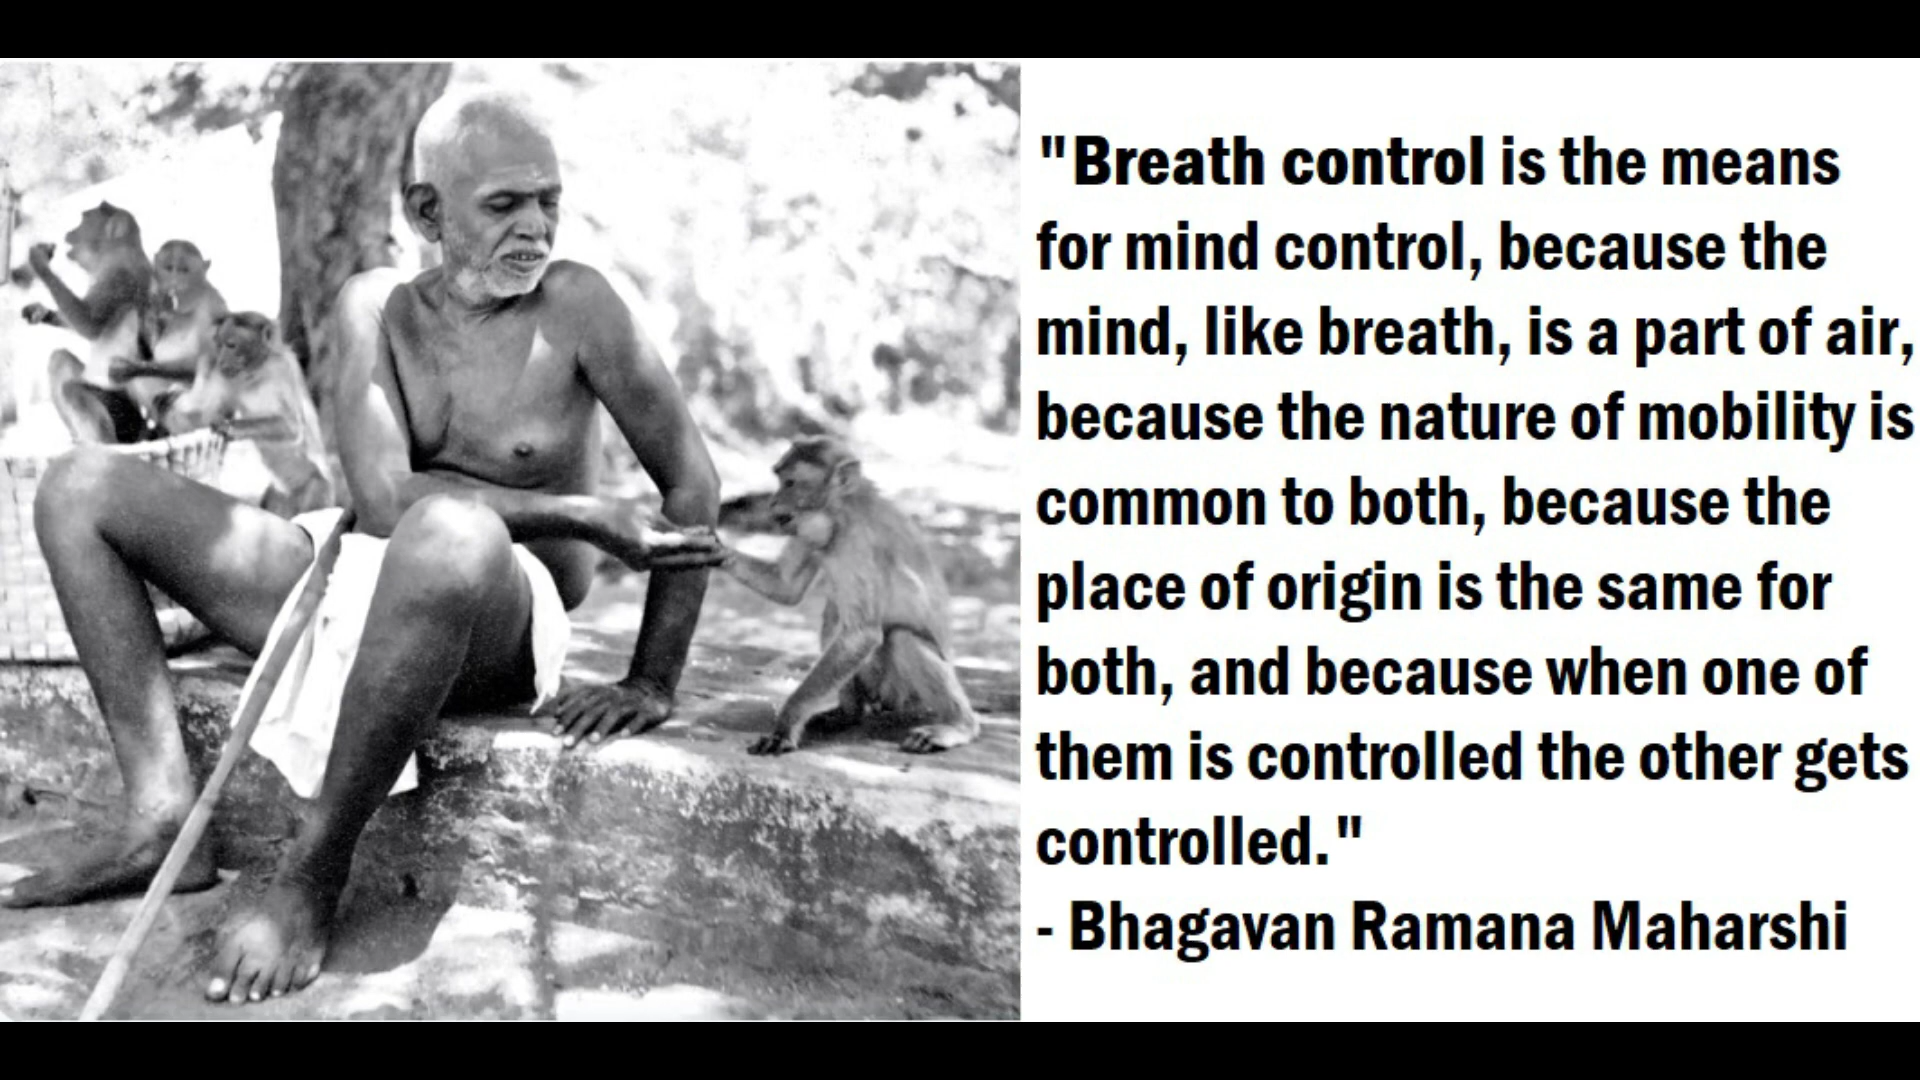 "Breath control is the means
for mind control, because the
mind, like breath, is a part of air,
because the nature of mobility is
common to both, because the
place of origin is the same for
both, and because when one of
them is controlled the other gets
controlled."
- Bhagavan Ramana Maharshi